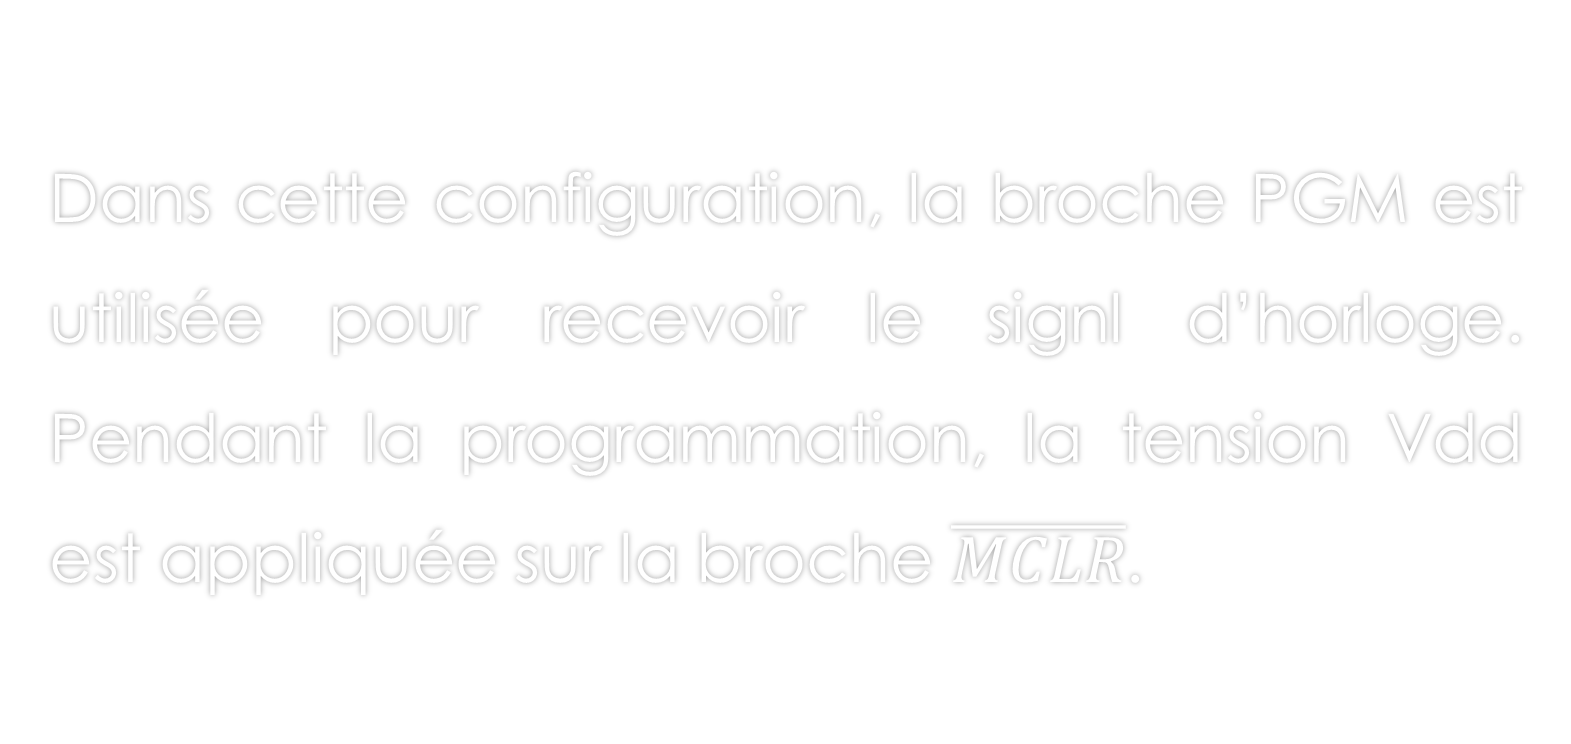 Dans cette configuration, la broche PGM est
utilisée pour recevoir le signl d’horloge.
Pendant la programmation, la tension Vdd
est appliquée sur la broche $\overline{MCLR}$.